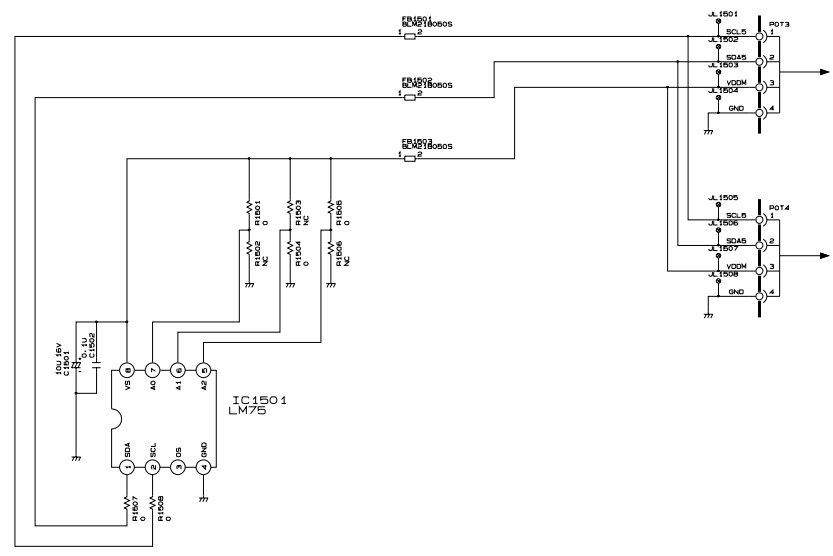 FB1501
BLM21B050S
1 2
FB1502
BLM21B050S
1 2
FB1503
BLM21B050S
1 2
JL1501
SCL5
1
POT3
JL1502
SDA5
2
JL1503
VDDM
3
JL1504
GND
4
JL1505
SCL5
1
POT4
JL1506
SDA5
2
JL1507
VDDM
3
JL1508
GND
4
R1501
0
R1503
NC
R1505
0
R1502
NC
R1504
0
R1506
NC
10U 16V
C1501
+
-
0.1U
C1502
8
7
6
5
VS
A0
A1
A2
IC1501
LM75
SDA
SCL
OS
GND
1
2
3
4
R1507
0
R1508
0